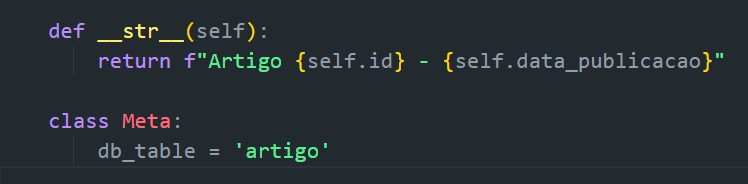 def __str__(self):
return f"Artigo {self.id} - {self.data_publicacao}"
class Meta:
db_table = 'artigo'